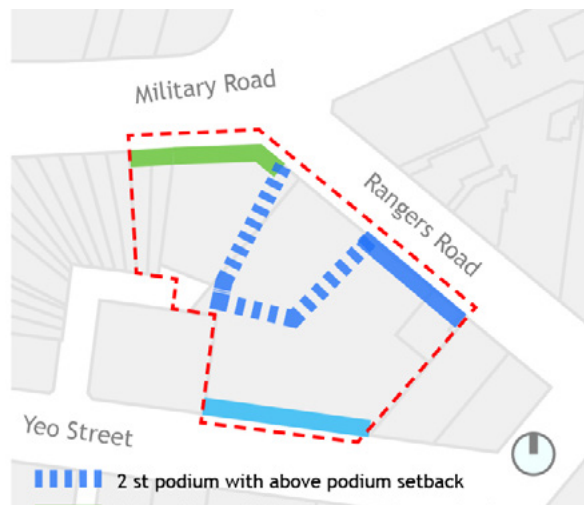 Military Road
Rangers Road
Yeo Street
2 st podium with above podium setback